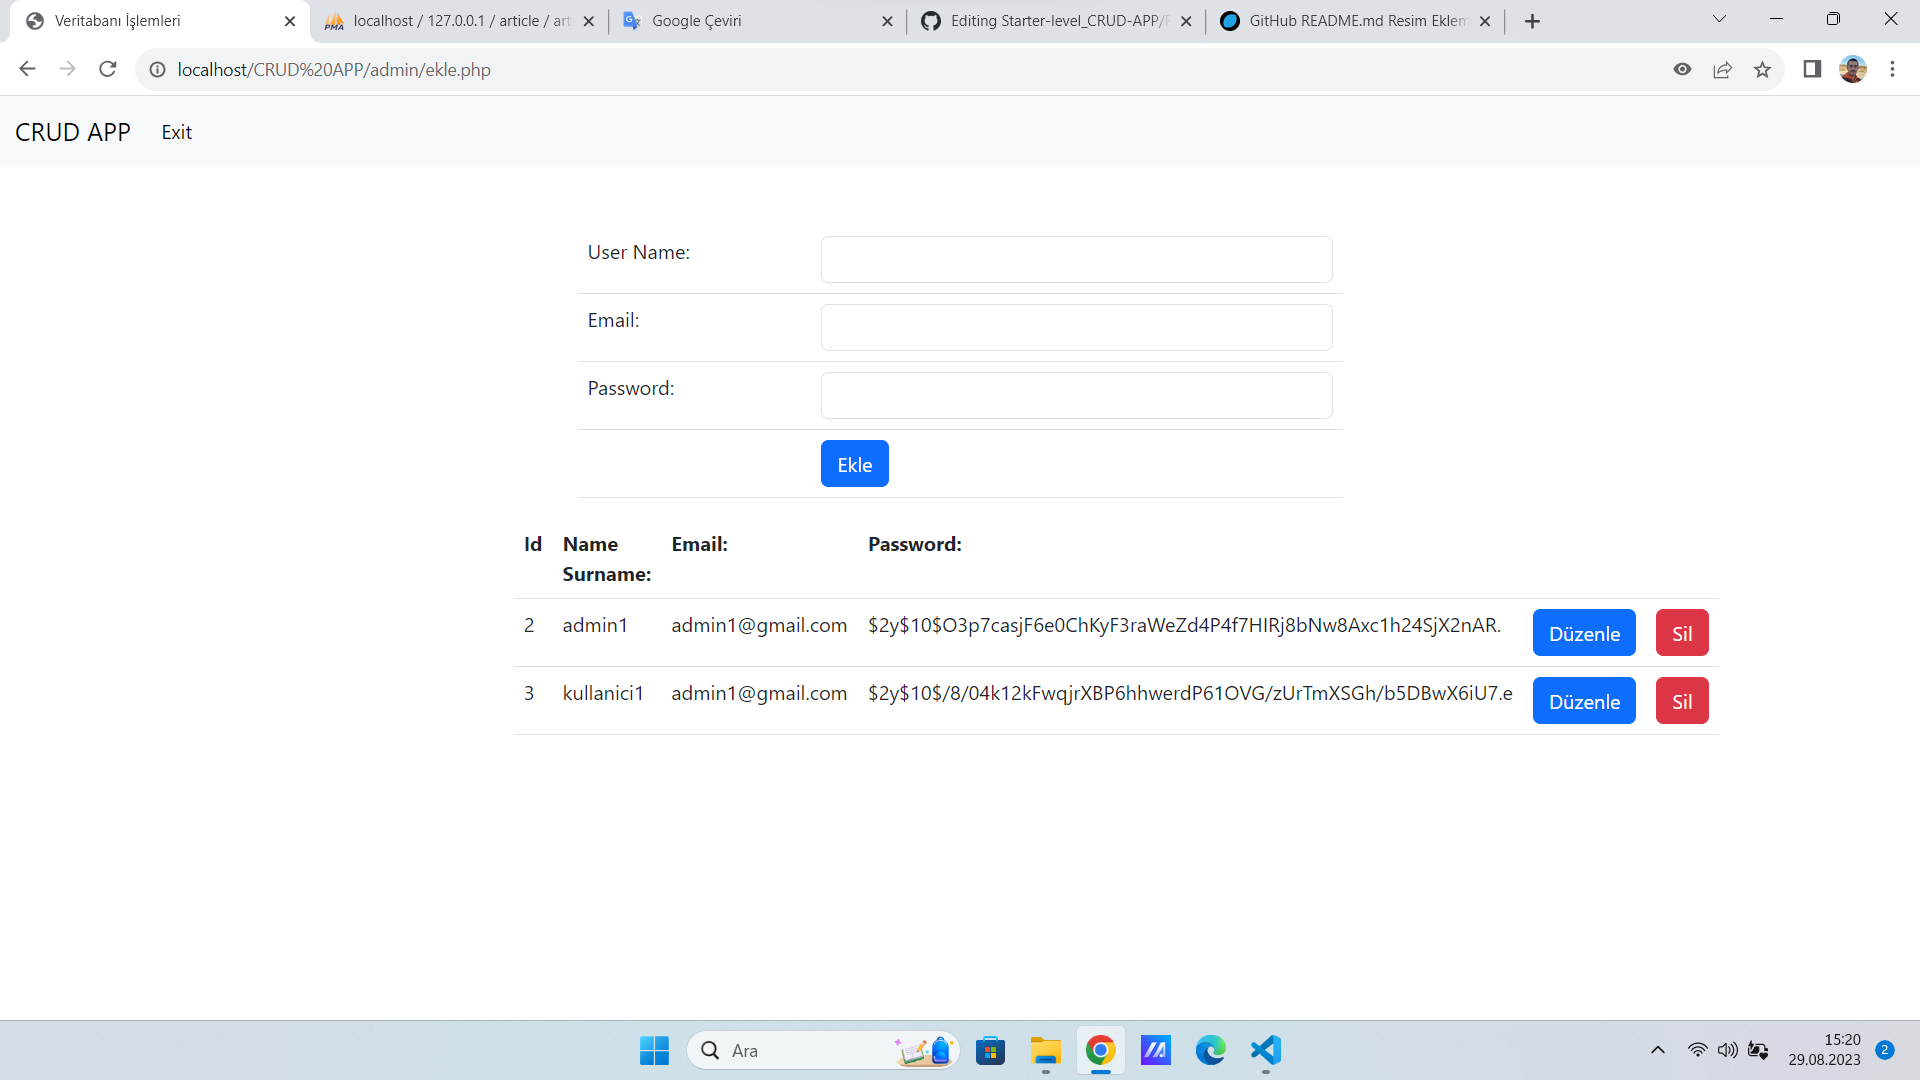 Veritabanı İşlemleri
localhost / 127.0.0.1 / article / art
Google Çeviri
Editing Starter-level_CRUD-APP/
GitHub README.md Resim Eklem
localhost/CRUD%20APP/admin/ekle.php
CRUD APP Exit
User Name:
Email:
Password:
Ekle
Id Name Surname: Email: Password:
2 admin1 admin1@gmail.com $2y$10$O3p7casjF6e0ChKyF3raWeZd4P4f7HIRj8bNw8Axc1h24SjX2nAR. Düzenle Sil
3 kullanici1 admin1@gmail.com $2y$10$/8/04k12kFwqjrXBP6hhwerdP61OVG/zUrTmXSGh/b5DBwX6iU7.e Düzenle Sil
Ara
15:20
29.08.2023
2